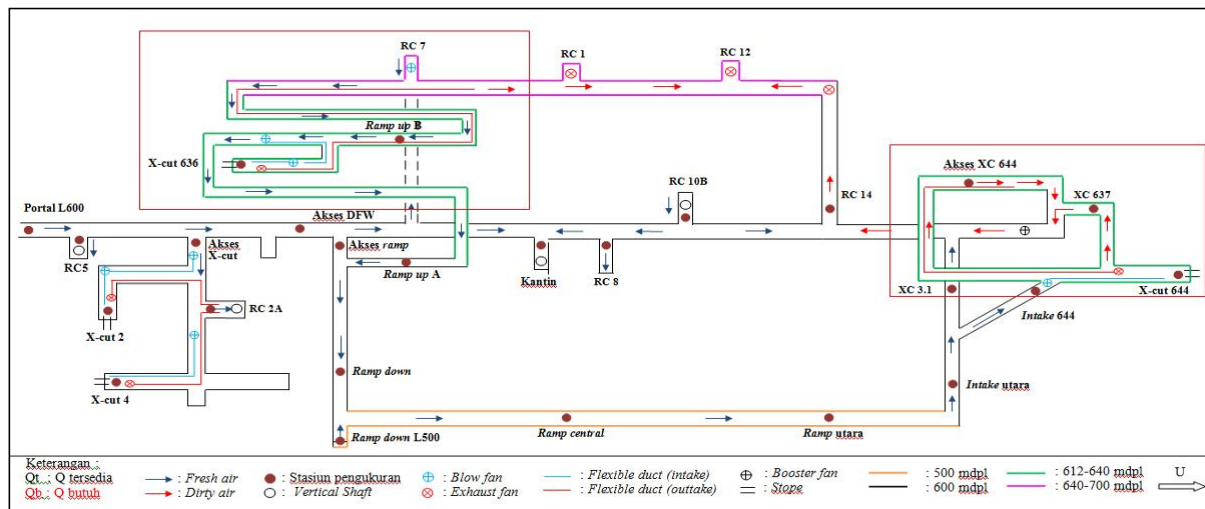 RC 7
RC 1
RC 12
Ramp up B
X-cut 636
Akses XC 644
XC 637
RC 10B
RC 14
Portal L600
Akses DFW
RC5
Akses
X-cut
Akses ramp
Ramp up A
Kantin
RC 8
XC 3.1
X-cut 644
Intake 644
RC 2A
X-cut 2
X-cut 4
Ramp down
Intake utara
Ramp down L500
Ramp central
Ramp utara
Keterangan :
Qt : Q tersedia
Qb : Q butuh
: Fresh air
: Dirty air
: Stasiun pengukuran
: Vertical Shaft
: Blow fan
: Exhaust fan
: Flexible duct (intake)
: Flexible duct (outtake)
: Booster fan
: Stope
: 500 mdpl
: 600 mdpl
: 612-640 mdpl
: 640-700 mdpl
U